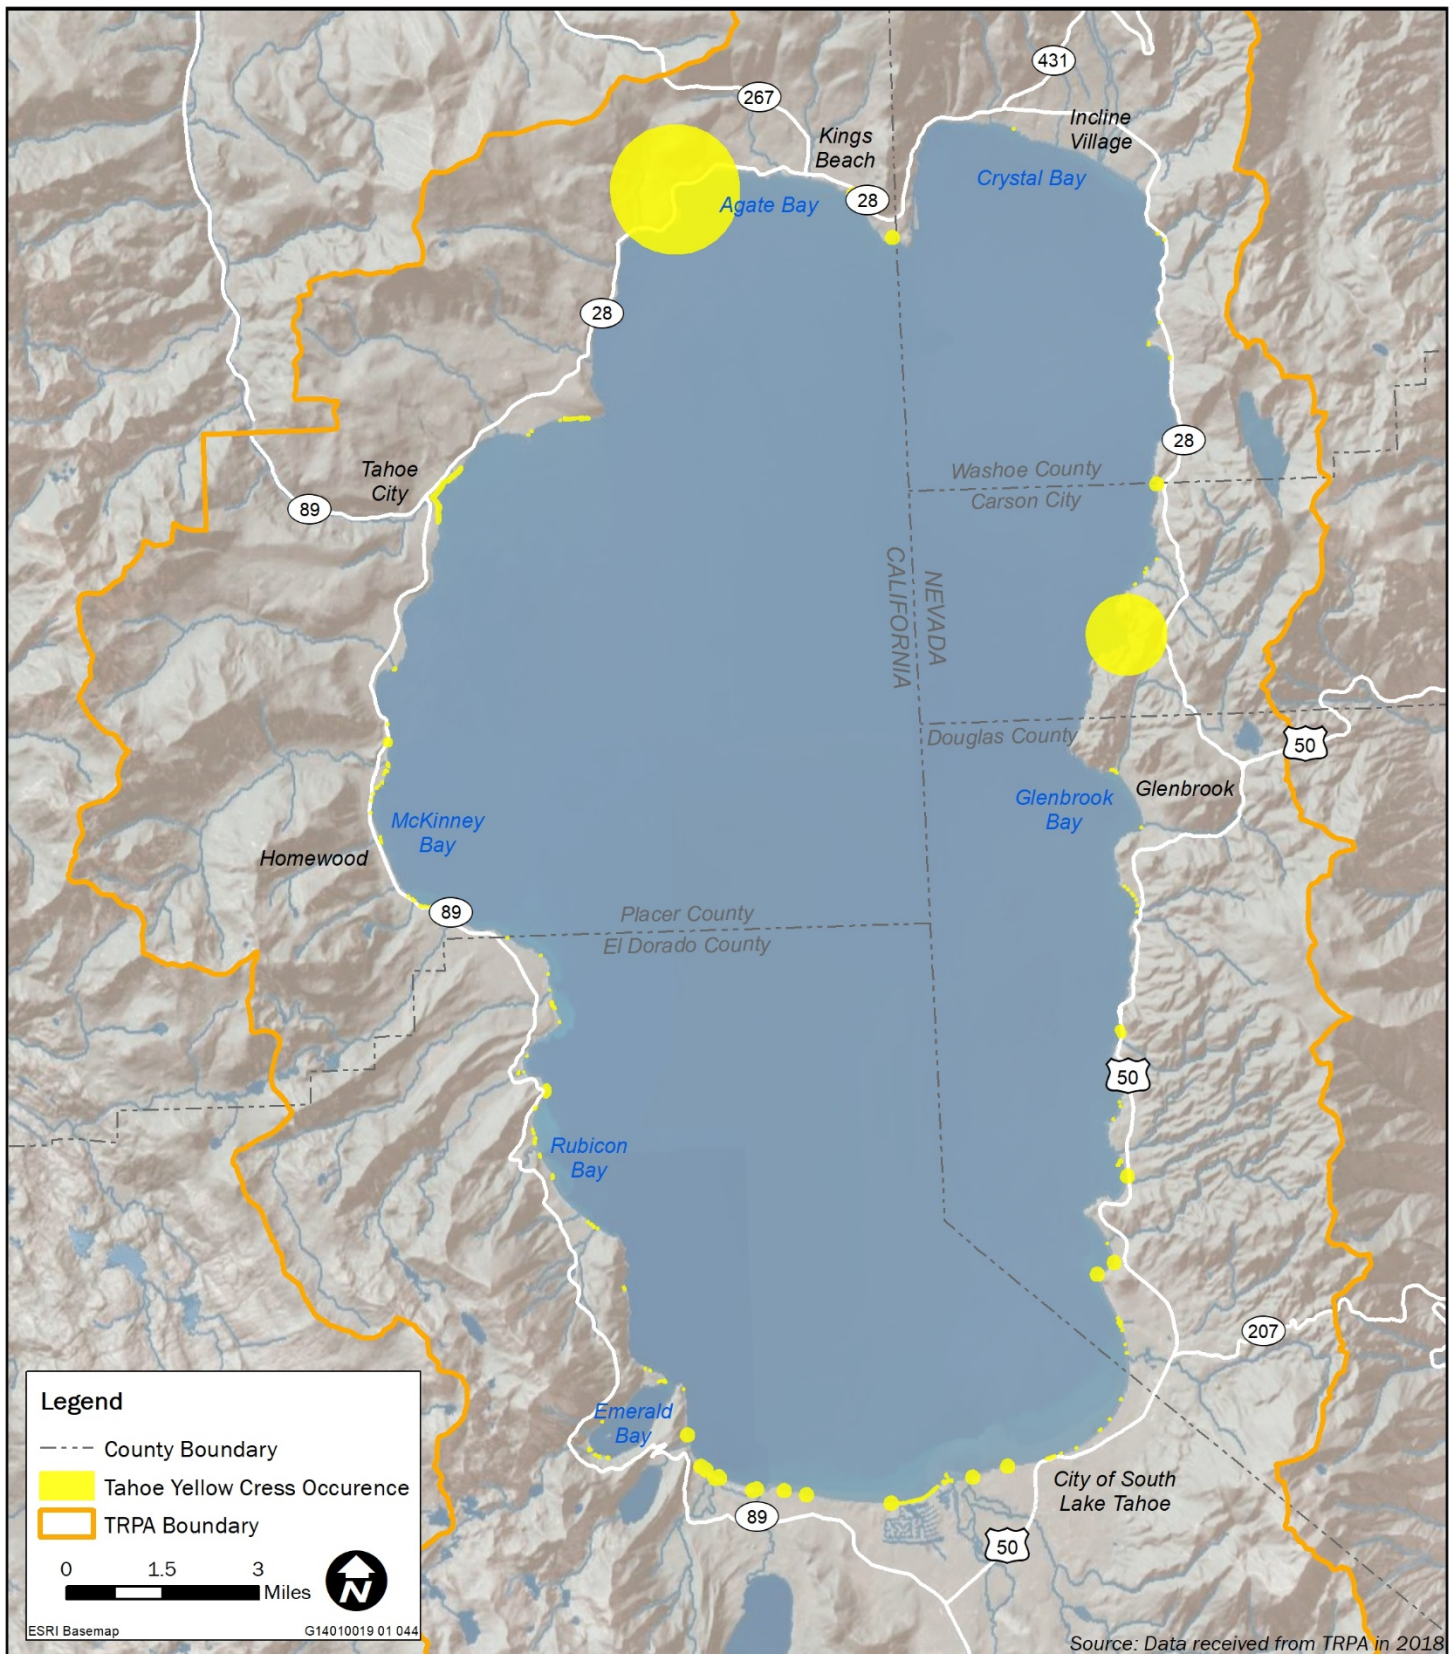 431
267
Incline
Village
Kings
Beach
Crystal Bay
28
Agate Bay
28
28
Tahoe
City
Washoe County
Carson City
89
NEVADA
CALIFORNIA
Douglas County
50
Glenbrook
Glenbrook
Bay
McKinney
Bay
Homewood
89
Placer County
El Dorado County
50
Rubicon
Bay
207
Emerald
Bay
City of South
Lake Tahoe
89
50
Legend
County Boundary
Tahoe Yellow Cress Occurence
TRPA Boundary
0 1.5 3
Miles
N
ESRI Basemap G14010019 01 044
Source: Data received from TRPA in 2018